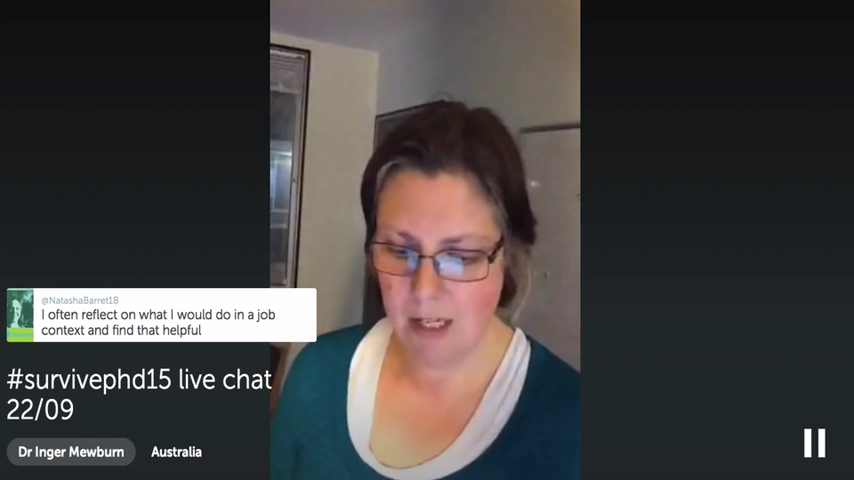 @NatashaBarret18
I often reflect on what I would do in a job
context and find that helpful
#survivephd15 live chat
22/09
Dr Inger Mewburn
Australia